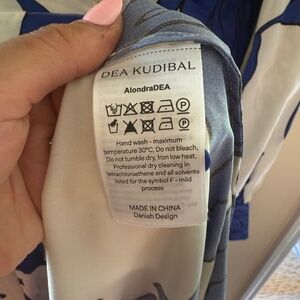 DEA KUDIBAL
AlondraDEA
Hand wash - maximum
temperature 30°C, Do not bleach,
Do not tumble dry, Iron low heat,
Professional dry cleaning in
tetrachloroethene and all solvents
listed for the symbol F - mild
process
MADE IN CHINA
Danish Design